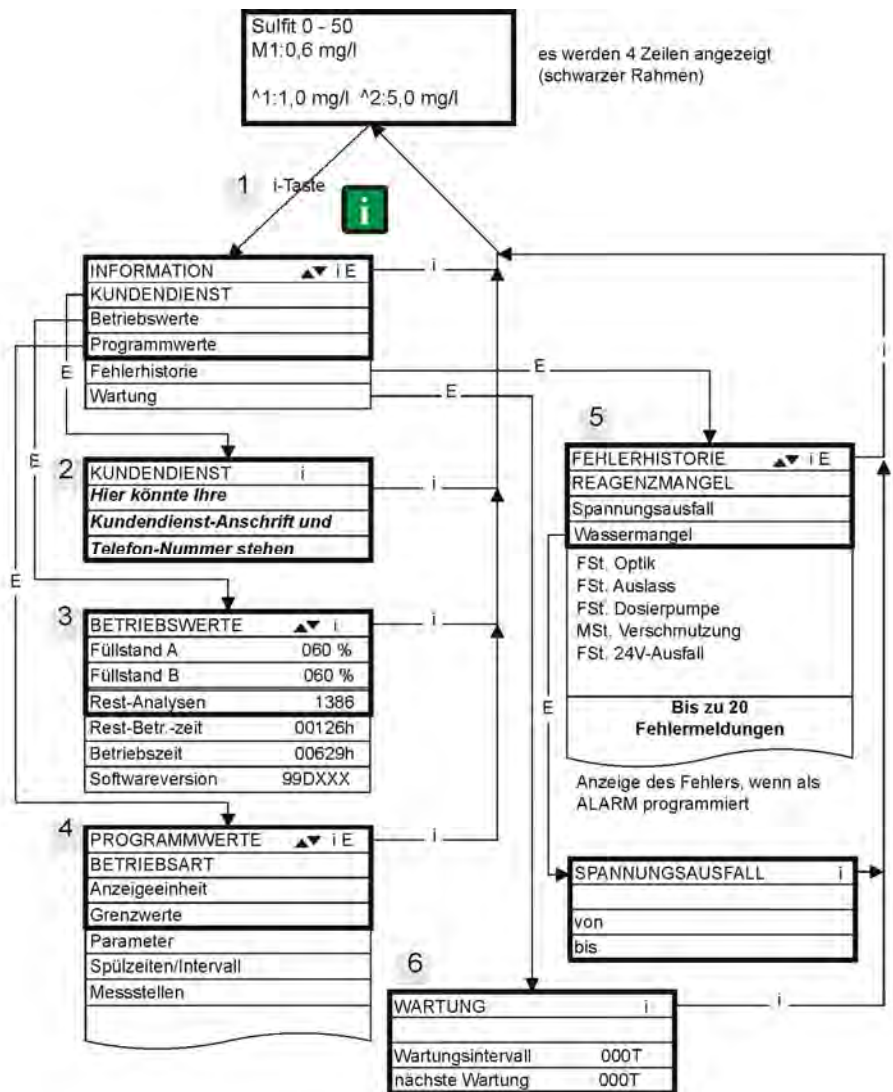 Sulfit 0 - 50
M1:0,6 mg/l
^1:1,0 mg/l ^2:5,0 mg/l
es werden 4 Zeilen angezeigt
(schwarzer Rahmen)
1 i-Taste
i
INFORMATION ▲▼ i E
KUNDENDIENST
Betriebswerte
Programmwerte
Fehlerhistorie
Wartung
i
E
E
E
E
E
2
KUNDENDIENST i
Hier könnte Ihre
Kundendienst-Anschrift und
Telefon-Nummer stehen
i
3
BETRIEBSWERTE ▲▼ i
Füllstand A 060 %
Füllstand B 060 %
Rest-Analysen 1386
Rest-Betr.-zeit 00126h
Betriebszeit 00629h
Softwareversion 99DXXX
i
4
PROGRAMMWERTE ▲▼ i E
BETRIEBSART
Anzeigeeinheit
Grenzwerte
Parameter
Spülzeiten/Intervall
Messstellen
i
5
FEHLERHISTORIE ▲▼ i E
REAGENZMANGEL
Spannungsausfall
Wassermangel
FSt. Optik
FSt. Auslass
FSt. Dosierpumpe
MSt. Verschmutzung
FSt. 24V-Ausfall
Bis zu 20
Fehlermeldungen
i
E
Anzeige des Fehlers, wenn als
ALARM programmiert
SPANNUNGSAUSFALL i
von
bis
6
WARTUNG i
Wartungsintervall 000T
nächste Wartung 000T
i